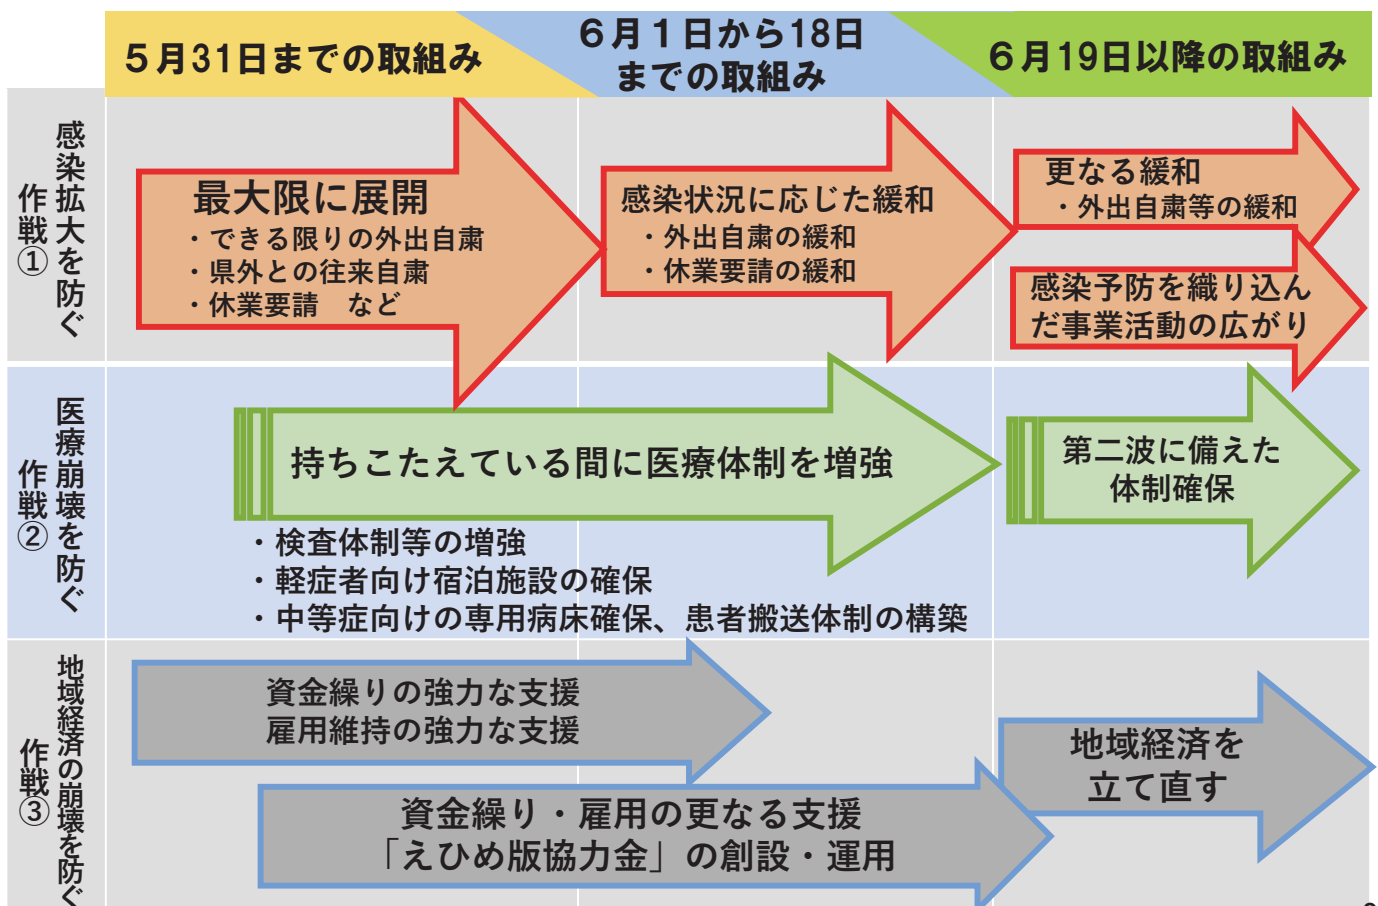 ５月31日までの取組み
６月１日から18日
までの取組み
６月19日以降の取組み
作戦①
感染拡大を防ぐ
最大限に展開
・できる限りの外出自粛
・県外との往来自粛
・休業要請　など
感染状況に応じた緩和
・外出自粛の緩和
・休業要請の緩和
更なる緩和
・外出自粛等の緩和
感染予防を織り込ん
だ事業活動の広がり
作戦②
医療崩壊を防ぐ
持ちこたえている間に医療体制を増強
・検査体制等の増強
・軽症者向け宿泊施設の確保
・中等症向けの専用病床確保、患者搬送体制の構築
第二波に備えた
体制確保
作戦③
地域経済の崩壊を防ぐ
資金繰りの強力な支援
雇用維持の強力な支援
資金繰り・雇用の更なる支援
「えひめ版協力金」の創設・運用
地域経済を
立て直す